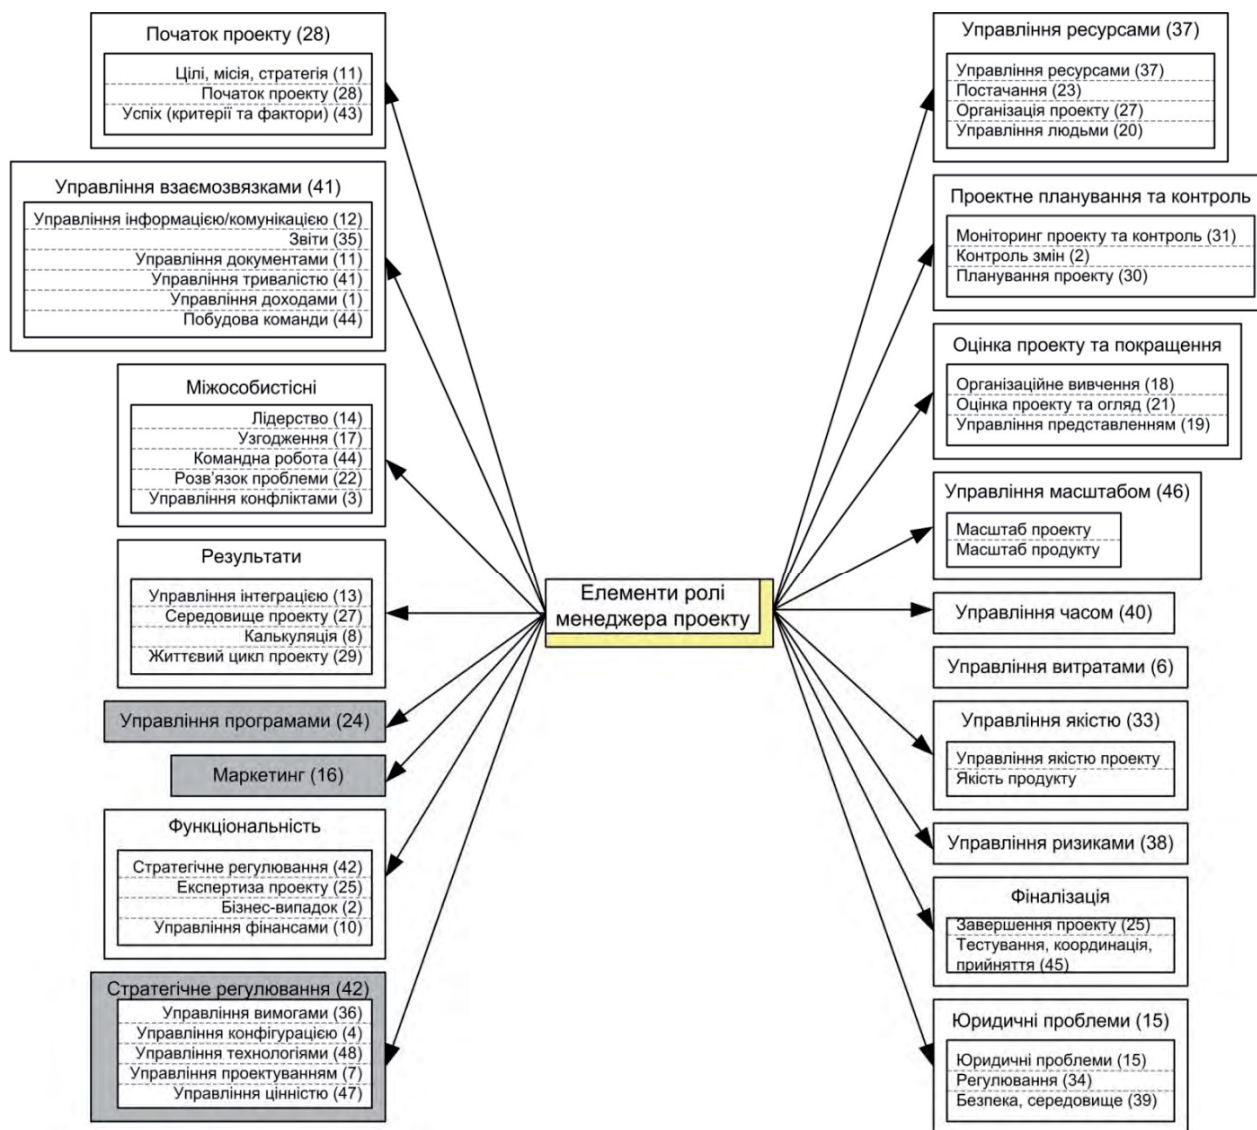 Початок проекту (28)
Цілі, місія, стратегія (11)
Початок проекту (28)
Успіх (критерії та фактори) (43)
Управління взаємозвязками (41)
Управління інформацією/комунікацією (12)
Звіти (35)
Управління документами (11)
Управління тривалістю (41)
Управління доходами (1)
Побудова команди (44)
Міжособистісні
Лідерство (14)
Узгодження (17)
Командна робота (44)
Розв’язок проблеми (22)
Управління конфліктами (3)
Результати
Управління інтеграцією (13)
Середовище проекту (27)
Калькуляція (8)
Життєвий цикл проекту (29)
Управління програмами (24)
Маркетинг (16)
Функціональність
Стратегічне регулювання (42)
Експертиза проекту (25)
Бізнес-випадок (2)
Управління фінансами (10)
Стратегічне регулювання (42)
Управління вимогами (36)
Управління конфігурацією (4)
Управління технологіями (48)
Управління проектуванням (7)
Управління цінністю (47)
Елементи ролі
менеджера проекту
Управління ресурсами (37)
Управління ресурсами (37)
Постачання (23)
Організація проекту (27)
Управління людьми (20)
Проектне планування та контроль
Моніторинг проекту та контроль (31)
Контроль змін (2)
Планування проекту (30)
Оцінка проекту та покращення
Організаційне вивчення (18)
Оцінка проекту та огляд (21)
Управління представленням (19)
Управління масштабом (46)
Масштаб проекту
Масштаб продукту
Управління часом (40)
Управління витратами (6)
Управління якістю (33)
Управління якістю проекту
Якість продукту
Управління ризиками (38)
Фіналізація
Завершення проекту (25)
Тестування, координація,
прийняття (45)
Юридичні проблеми (15)
Юридичні проблеми (15)
Регулювання (34)
Безпека, середовище (39)